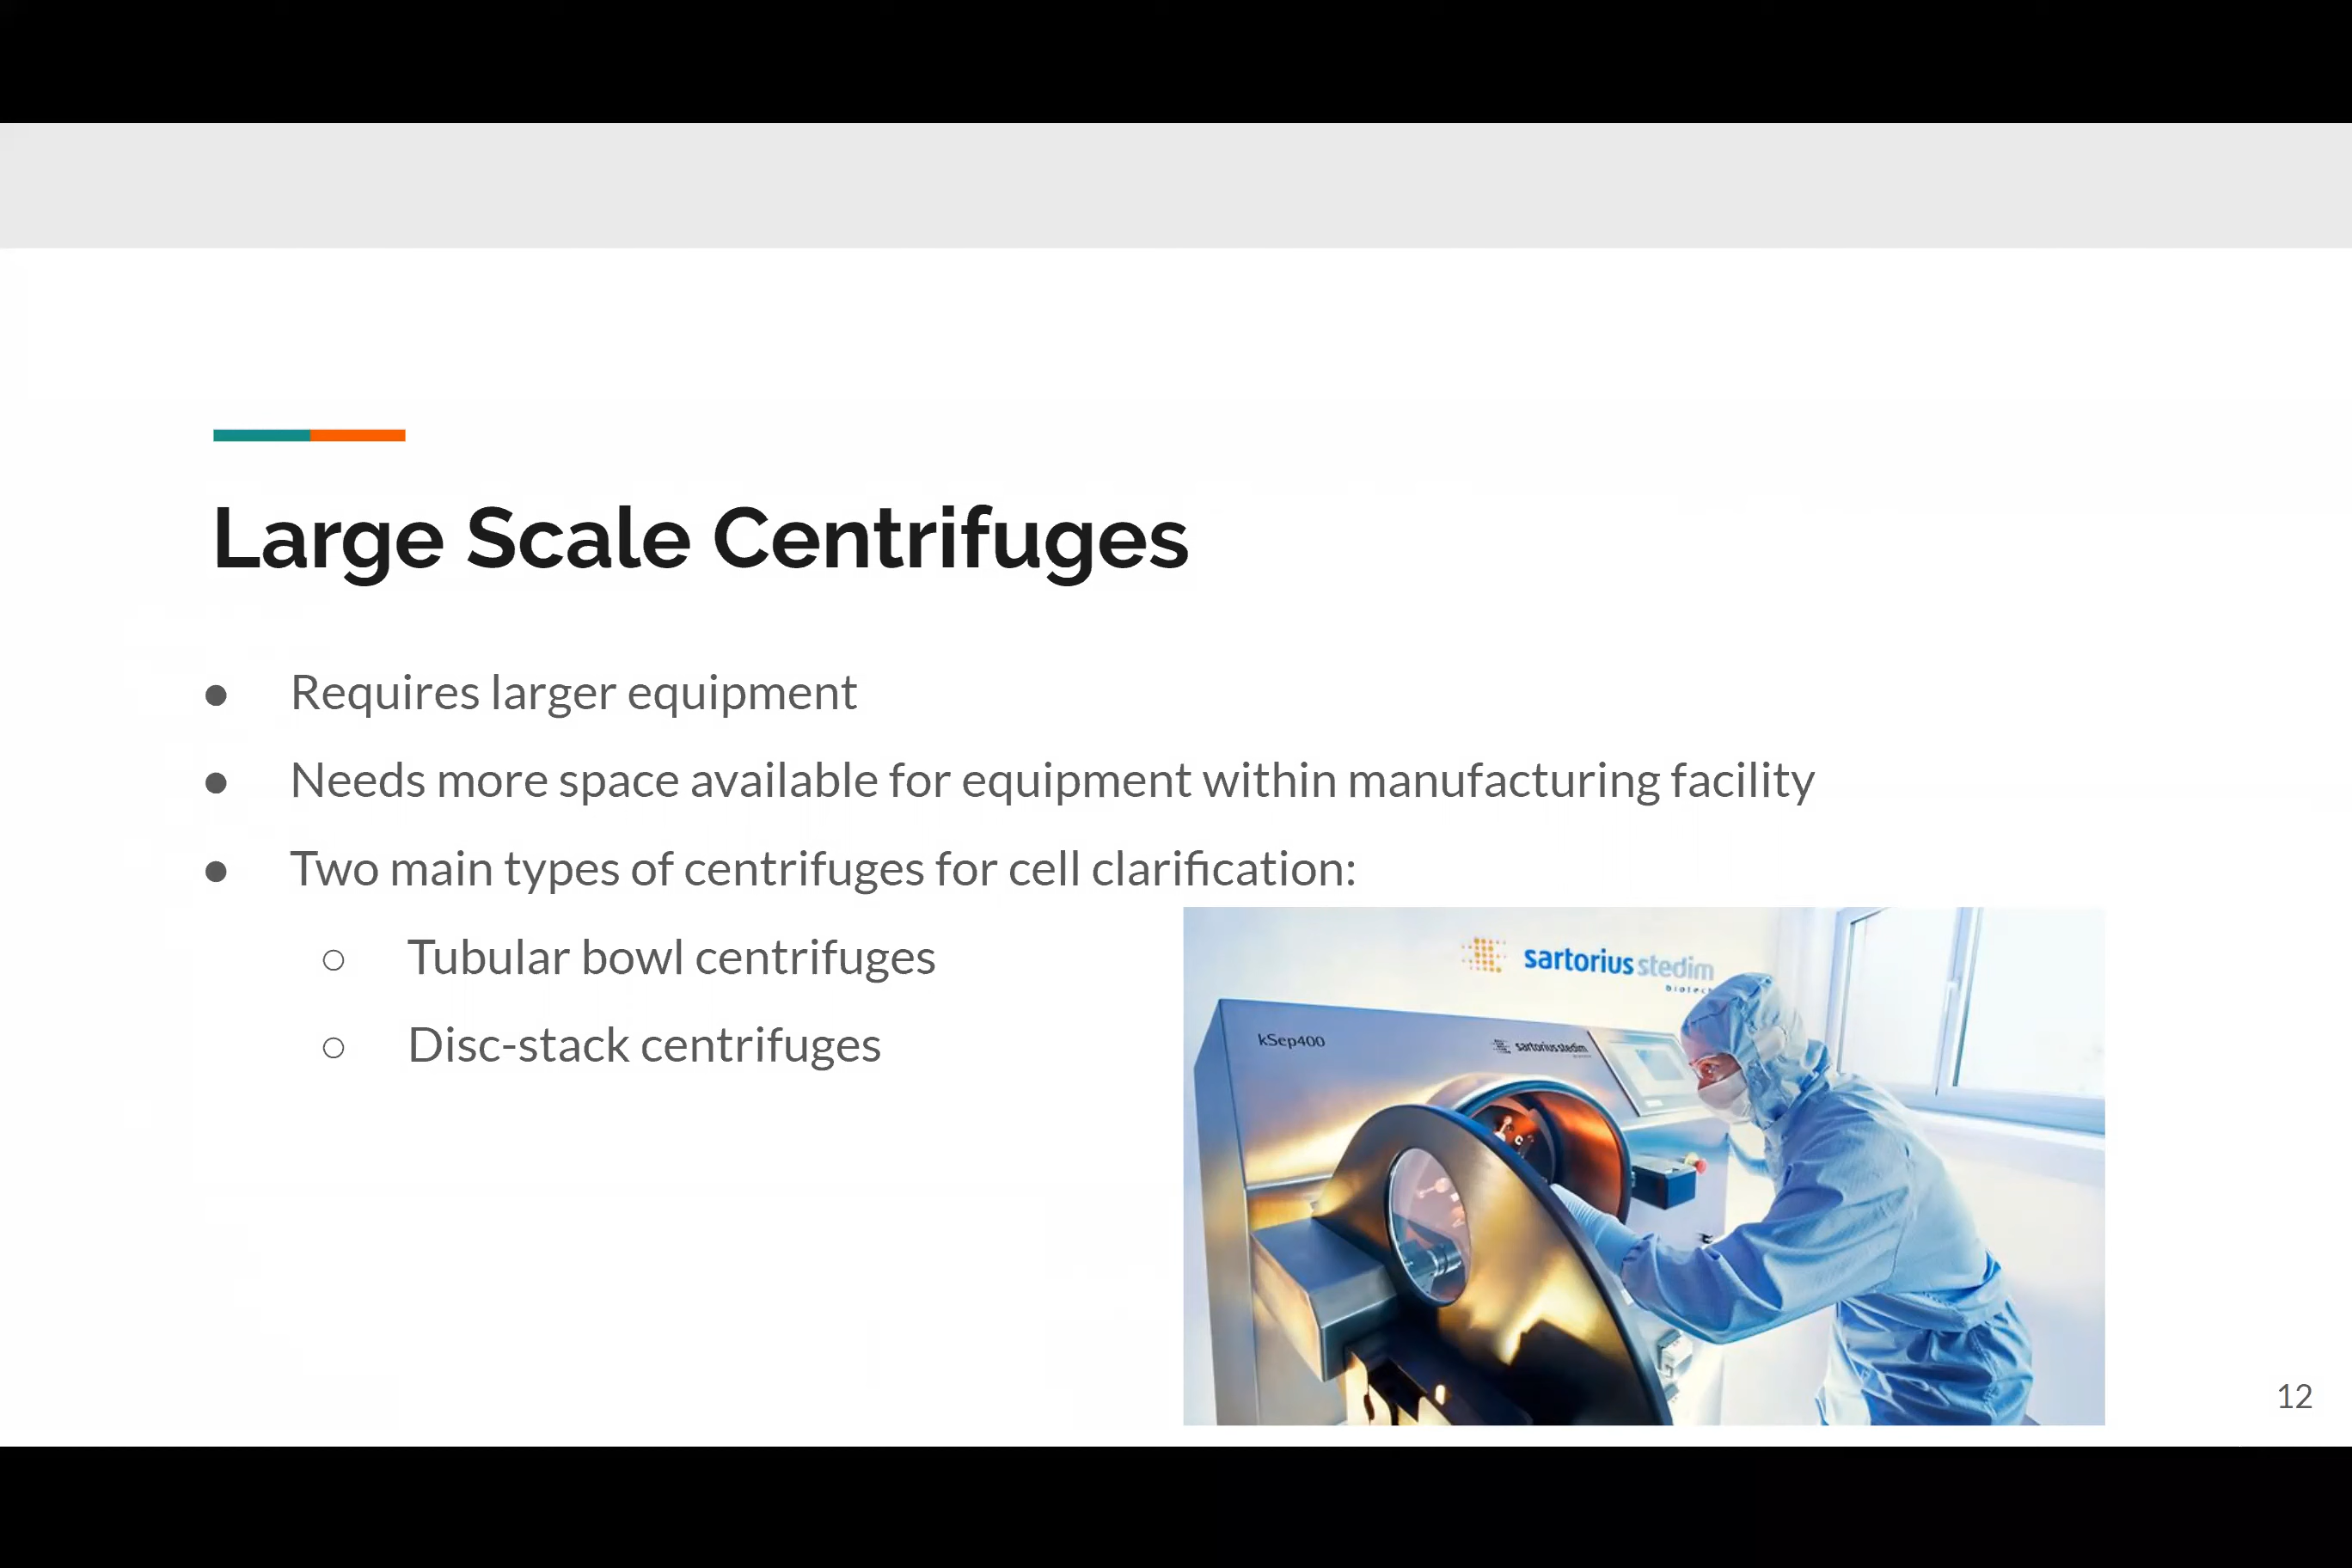 Large Scale Centrifuges
● Requires larger equipment
● Needs more space available for equipment within manufacturing facility
● Two main types of centrifuges for cell clarification:
○ Tubular bowl centrifuges
○ Disc-stack centrifuges
sartorius stedim
biotech
kSep400
sartorius stedim
12